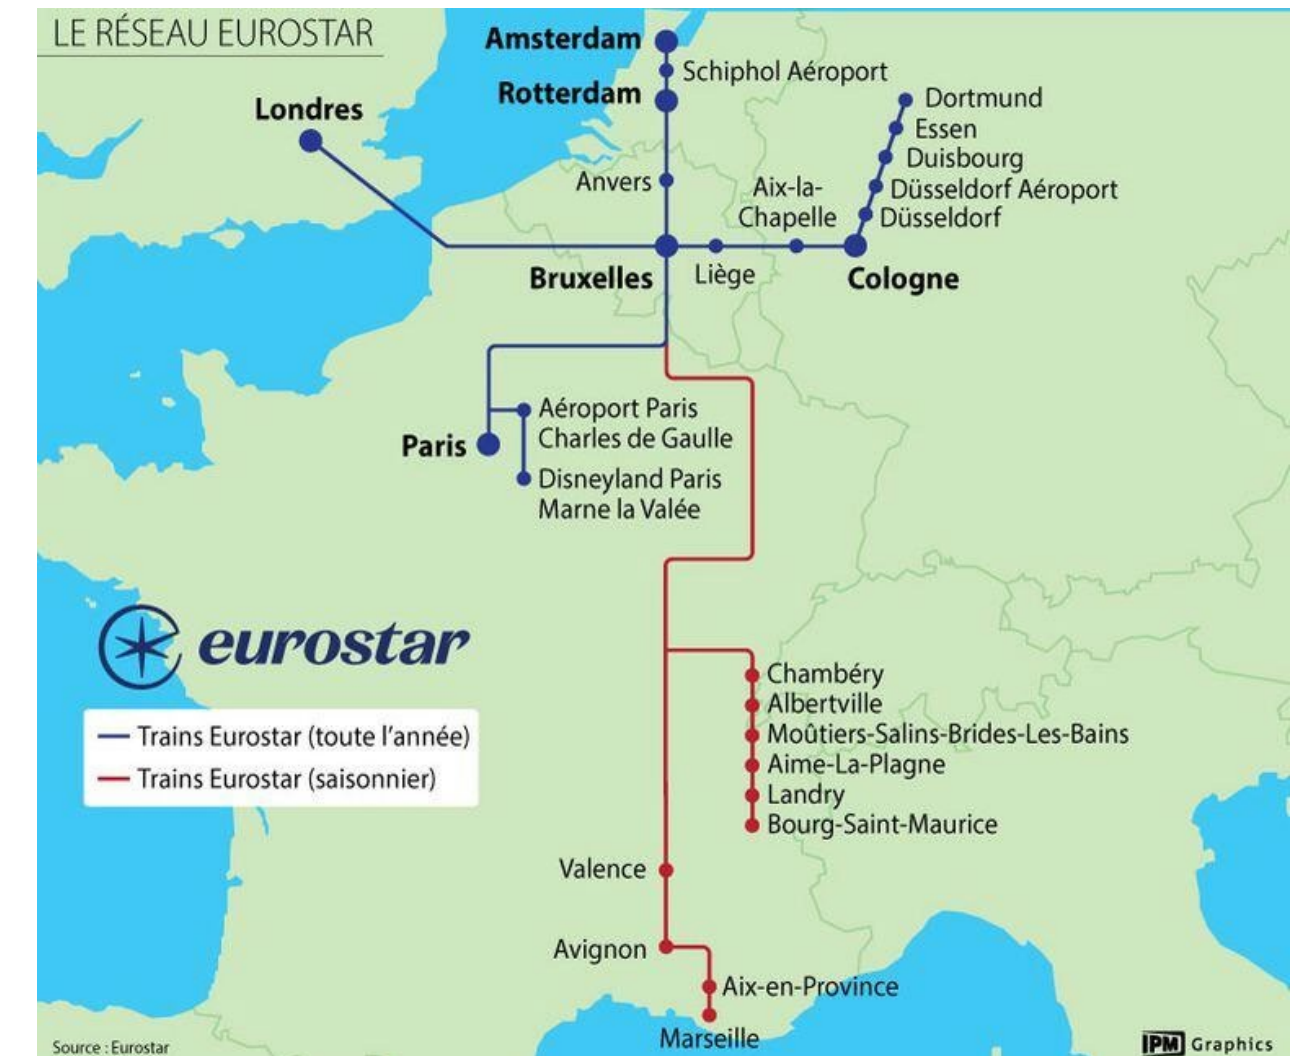 LE RÉSEAU EUROSTAR
Amsterdam
Schiphol Aéroport
Rotterdam
Londres
Dortmund
Essen
Duisbourg
Düsseldorf Aéroport
Düsseldorf
Anvers
Aix-la-
Chapelle
Bruxelles
Liège
Cologne
Aéroport Paris
Charles de Gaulle
Paris
Disneyland Paris
Marne la Valée
eurostar
Trains Eurostar (toute l'année)
Trains Eurostar (saisonnier)
Chambéry
Albertville
Moûtiers-Salins-Brides-Les-Bains
Aime-La-Plagne
Landry
Bourg-Saint-Maurice
Valence
Avignon
Aix-en-Province
Marseille
Source : Eurostar
IPM Graphics